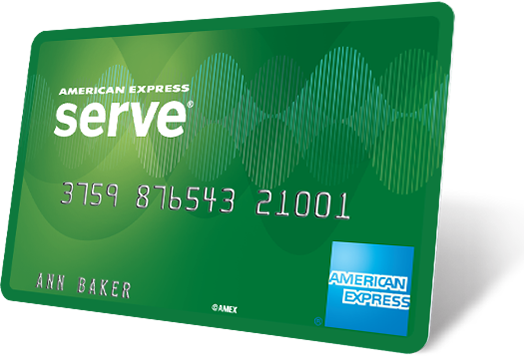 AMERICAN EXPRESS
serve®
3759 876543 21001
ANN BAKER
©AMEX
AMERICAN
EXPRESS
®